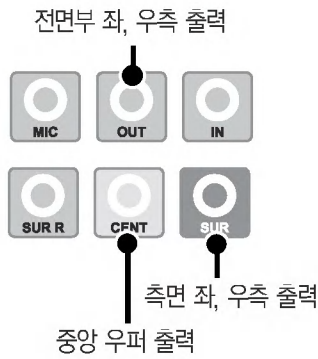 전면부 좌, 우측 출력
MIC OUT IN
SUR R CENT SUR
측면 좌, 우측 출력
중앙 우퍼 출력